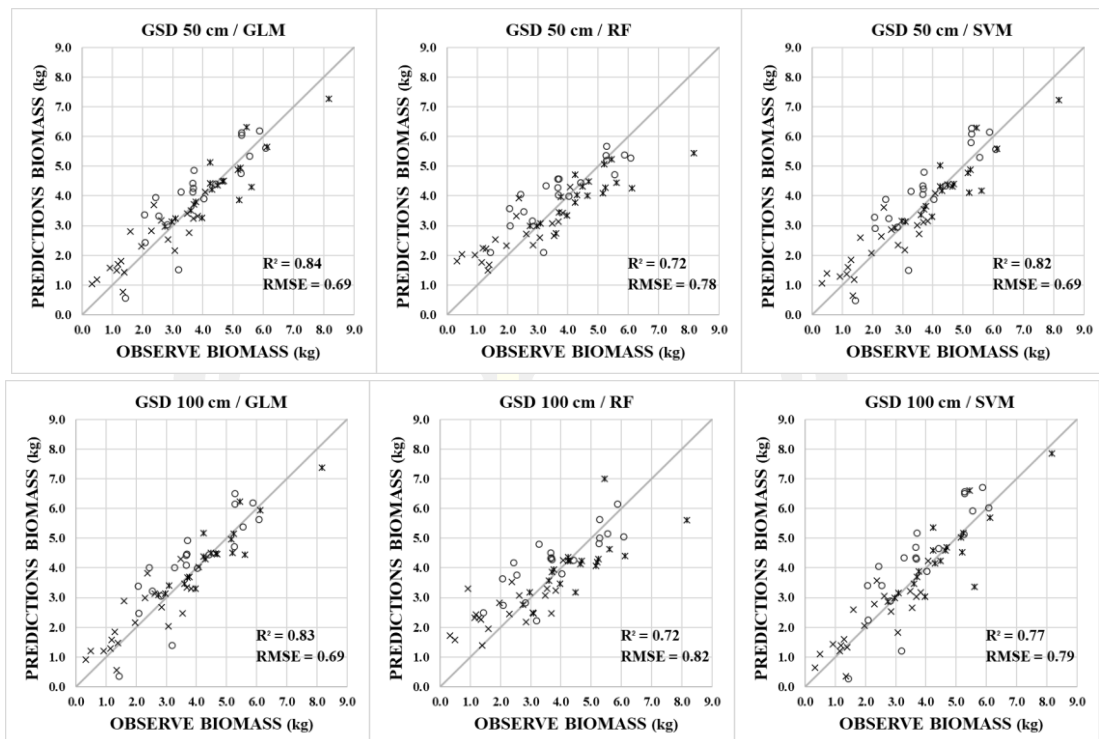 GSD 50 cm / GLM
9.0
8.0
7.0
6.0
5.0
4.0
3.0
2.0
1.0
0.0
PREDICTIONS BIOMASS (kg)
R² = 0.84
RMSE = 0.69
0.0 1.0 2.0 3.0 4.0 5.0 6.0 7.0 8.0 9.0
OBSERVE BIOMASS (kg)
GSD 50 cm / RF
9.0
8.0
7.0
6.0
5.0
4.0
3.0
2.0
1.0
0.0
PREDICTIONS BIOMASS (kg)
R² = 0.72
RMSE = 0.78
0.0 1.0 2.0 3.0 4.0 5.0 6.0 7.0 8.0 9.0
OBSERVE BIOMASS (kg)
GSD 50 cm / SVM
9.0
8.0
7.0
6.0
5.0
4.0
3.0
2.0
1.0
0.0
PREDICTIONS BIOMASS (kg)
R² = 0.82
RMSE = 0.69
0.0 1.0 2.0 3.0 4.0 5.0 6.0 7.0 8.0 9.0
OBSERVE BIOMASS (kg)
GSD 100 cm / GLM
9.0
8.0
7.0
6.0
5.0
4.0
3.0
2.0
1.0
0.0
PREDICTIONS BIOMASS (kg)
R² = 0.83
RMSE = 0.69
0.0 1.0 2.0 3.0 4.0 5.0 6.0 7.0 8.0 9.0
OBSERVE BIOMASS (kg)
GSD 100 cm / RF
9.0
8.0
7.0
6.0
5.0
4.0
3.0
2.0
1.0
0.0
PREDICTIONS BIOMASS (kg)
R² = 0.72
RMSE = 0.82
0.0 1.0 2.0 3.0 4.0 5.0 6.0 7.0 8.0 9.0
OBSERVE BIOMASS (kg)
GSD 100 cm / SVM
9.0
8.0
7.0
6.0
5.0
4.0
3.0
2.0
1.0
0.0
PREDICTIONS BIOMASS (kg)
R² = 0.77
RMSE = 0.79
0.0 1.0 2.0 3.0 4.0 5.0 6.0 7.0 8.0 9.0
OBSERVE BIOMASS (kg)